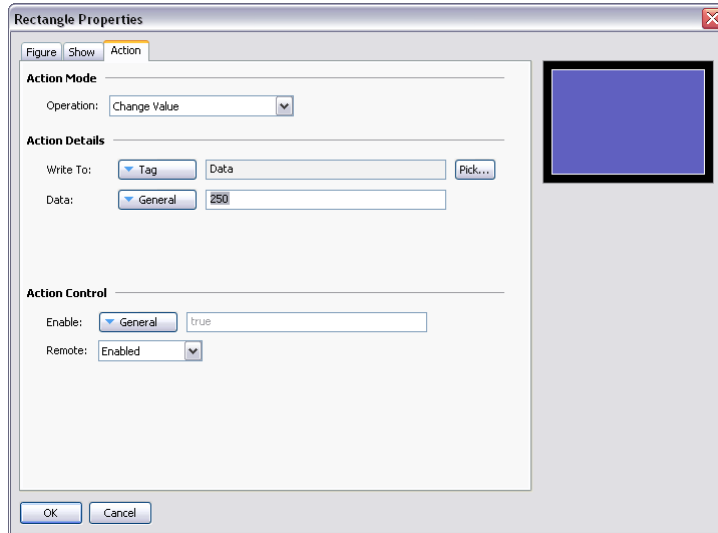 Rectangle Properties
Figure Show Action
Action Mode
Operation: Change Value
Action Details
Write To: Tag Data Pick...
Data: General 250
Action Control
Enable: General true
Remote: Enabled
OK Cancel